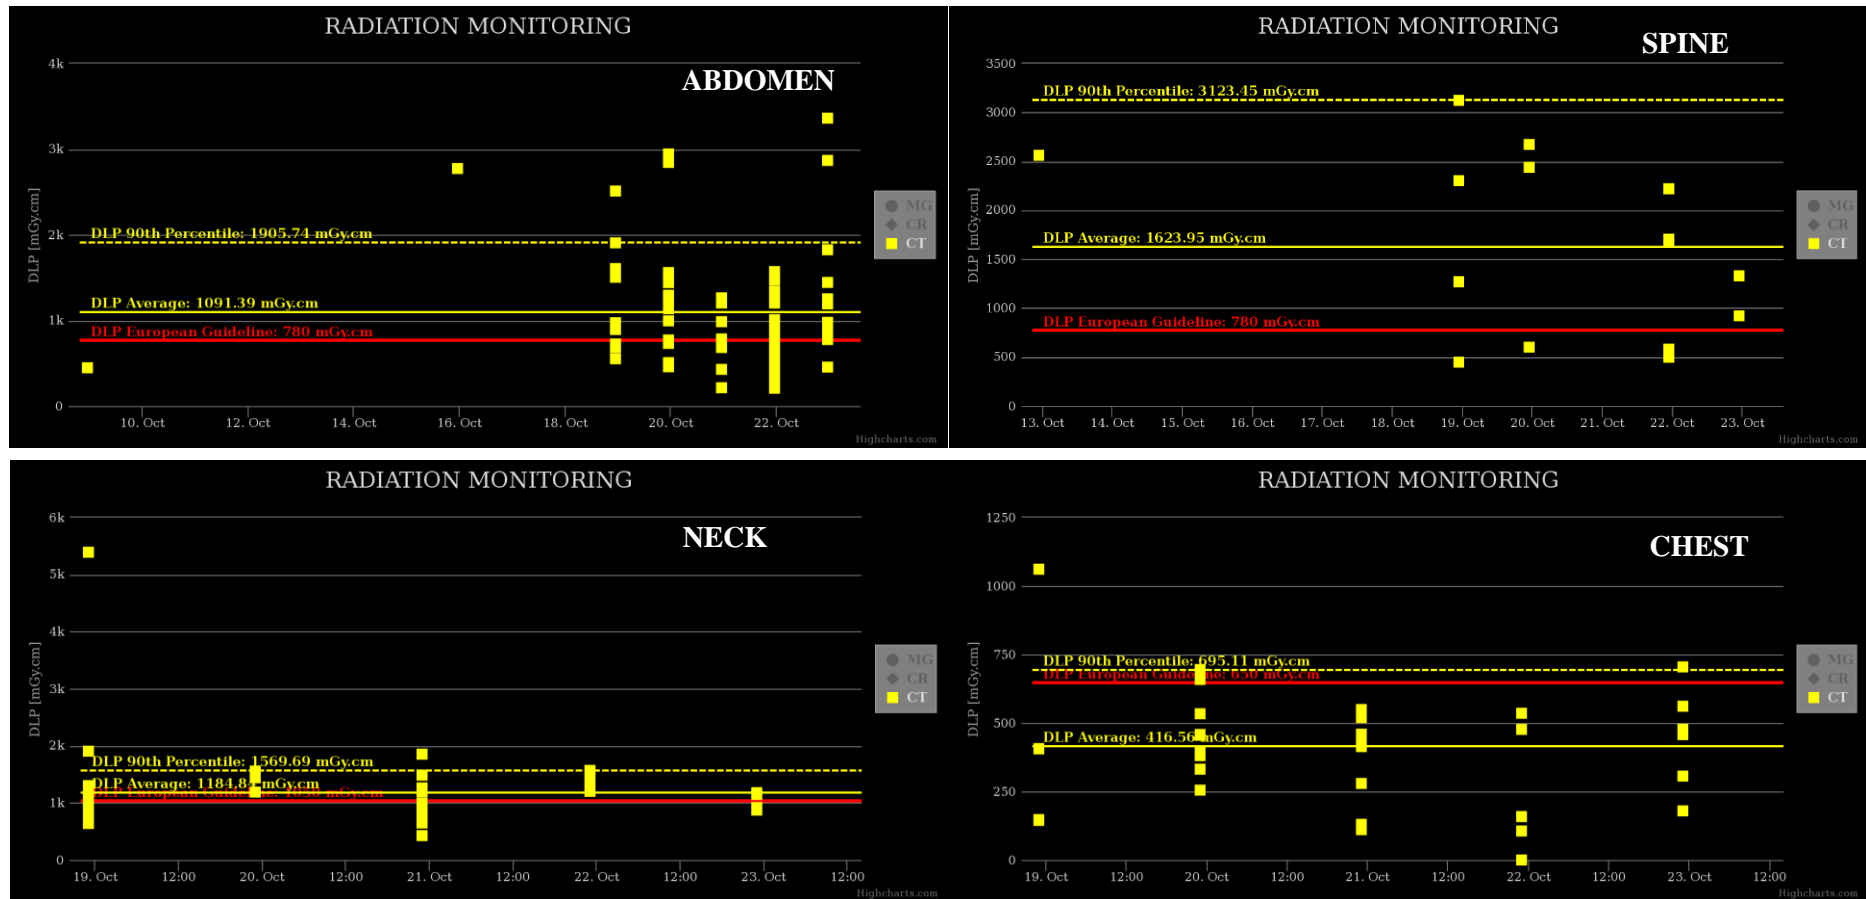 RADIATION MONITORING
ABDOMEN
4k
3k
2k
1k
0
DLP [mGy.cm]
DLP 90th Percentile: 1905.74 mGy.cm
DLP Average: 1091.39 mGy.cm
DLP European Guideline: 780 mGy.cm
10. Oct
12. Oct
14. Oct
16. Oct
18. Oct
20. Oct
22. Oct
MG
CR
CT
Highcharts.com
RADIATION MONITORING
SPINE
3500
3000
2500
2000
1500
1000
500
0
DLP [mGy.cm]
DLP 90th Percentile: 3123.45 mGy.cm
DLP Average: 1623.95 mGy.cm
DLP European Guideline: 780 mGy.cm
13. Oct
14. Oct
15. Oct
16. Oct
17. Oct
18. Oct
19. Oct
20. Oct
21. Oct
22. Oct
23. Oct
MG
CR
CT
Highcharts.com
RADIATION MONITORING
NECK
6k
5k
4k
3k
2k
1k
0
DLP [mGy.cm]
DLP 90th Percentile: 1569.69 mGy.cm
DLP Average: mGy.cm
DLP European Guideline: 1050 mGy.cm
19. Oct
12:00
20. Oct
12:00
21. Oct
12:00
22. Oct
12:00
23. Oct
12:00
MG
CR
CT
Highcharts.com
RADIATION MONITORING
CHEST
1250
1000
750
500
250
0
DLP [mGy.cm]
DLP 90th Percentile: 695.11 mGy.cm
DLP European Guideline: 650 mGy.cm
DLP Average: 416.56 mGy.cm
19. Oct
12:00
20. Oct
12:00
21. Oct
12:00
22. Oct
12:00
23. Oct
12:00
MG
CR
CT
Highcharts.com